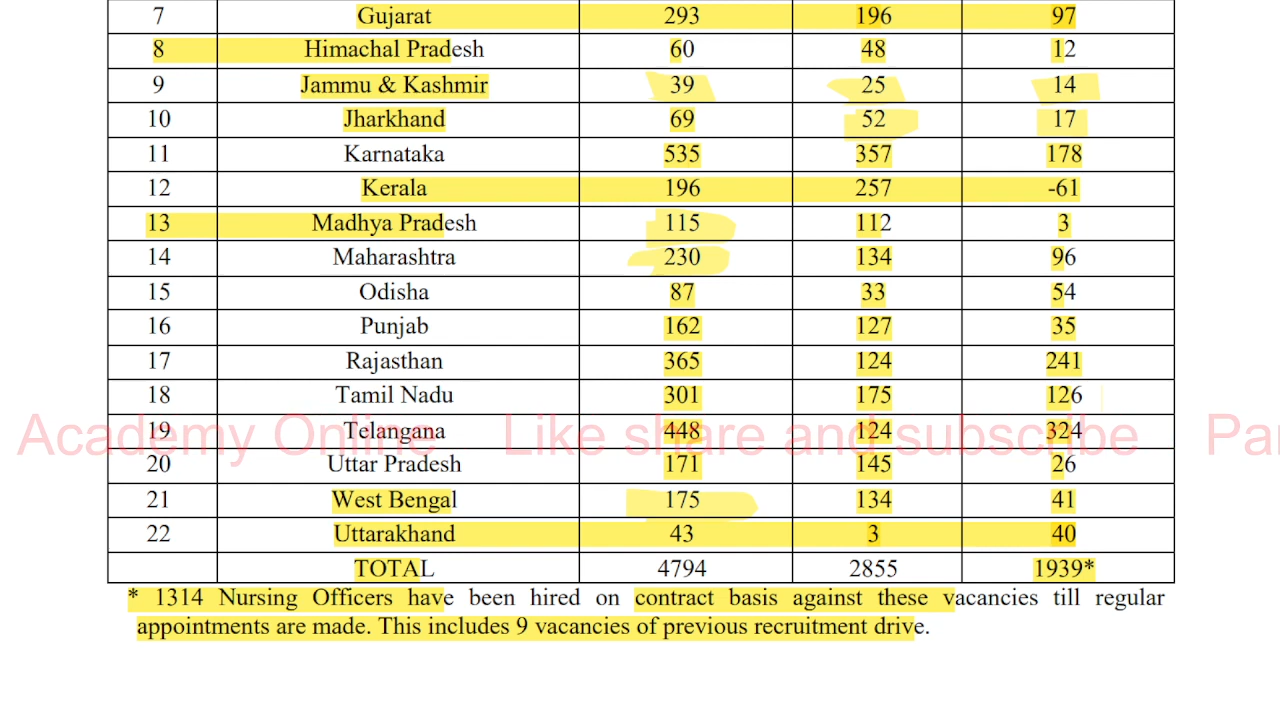 7 Gujarat 293 196 97
8 Himachal Pradesh 60 48 12
9 Jammu & Kashmir 39 25 14
10 Jharkhand 69 52 17
11 Karnataka 535 357 178
12 Kerala 196 257 -61
13 Madhya Pradesh 115 112 3
14 Maharashtra 230 134 96
15 Odisha 87 33 54
16 Punjab 162 127 35
17 Rajasthan 365 124 241
18 Tamil Nadu 301 175 126
Academy Online Like share and subscribe Par
19 Telangana 448 124 324
20 Uttar Pradesh 171 145 26
21 West Bengal 175 134 41
22 Uttarakhand 43 3 40
TOTAL 4794 2855 1939*
* 1314 Nursing Officers have been hired on contract basis against these vacancies till regular
appointments are made. This includes 9 vacancies of previous recruitment drive.